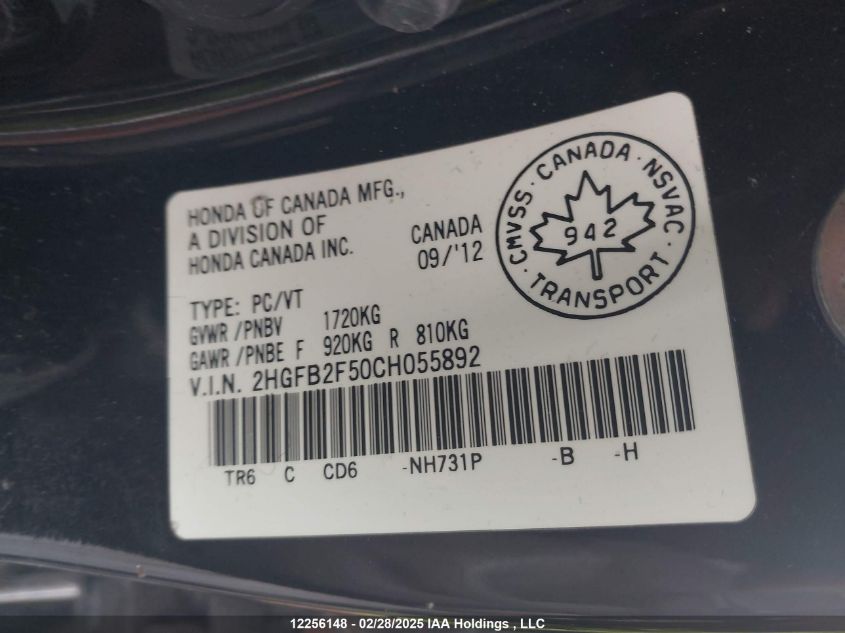 HONDA OF CANADA MFG.,
A DIVISION OF
HONDA CANADA INC.
CANADA
09/'12
CMVSS · CANADA · NSVAC · TRANSPORT ·
942
TYPE: PC/VT
GVWR /PNBV 1720KG
GAWR /PNBE F 920KG R 810KG
V.I.N. 2HGFB2F50CH055892
TR6 C CD6 -NH731P -B -H
12256148 - 02/28/2025 IAA Holdings , LLC